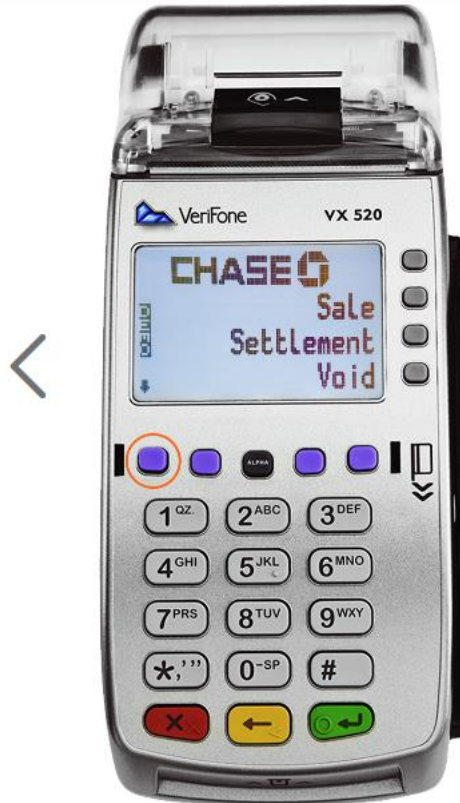 VeriFone VX 520
CHASE
Sale
DEMO
Settlement
Void
ALPHA
1 QZ. 2 ABC 3 DEF
4 GHI 5 JKL 6 MNO
7 PRS 8 TUV 9 WXY
*,'" 0 -SP #